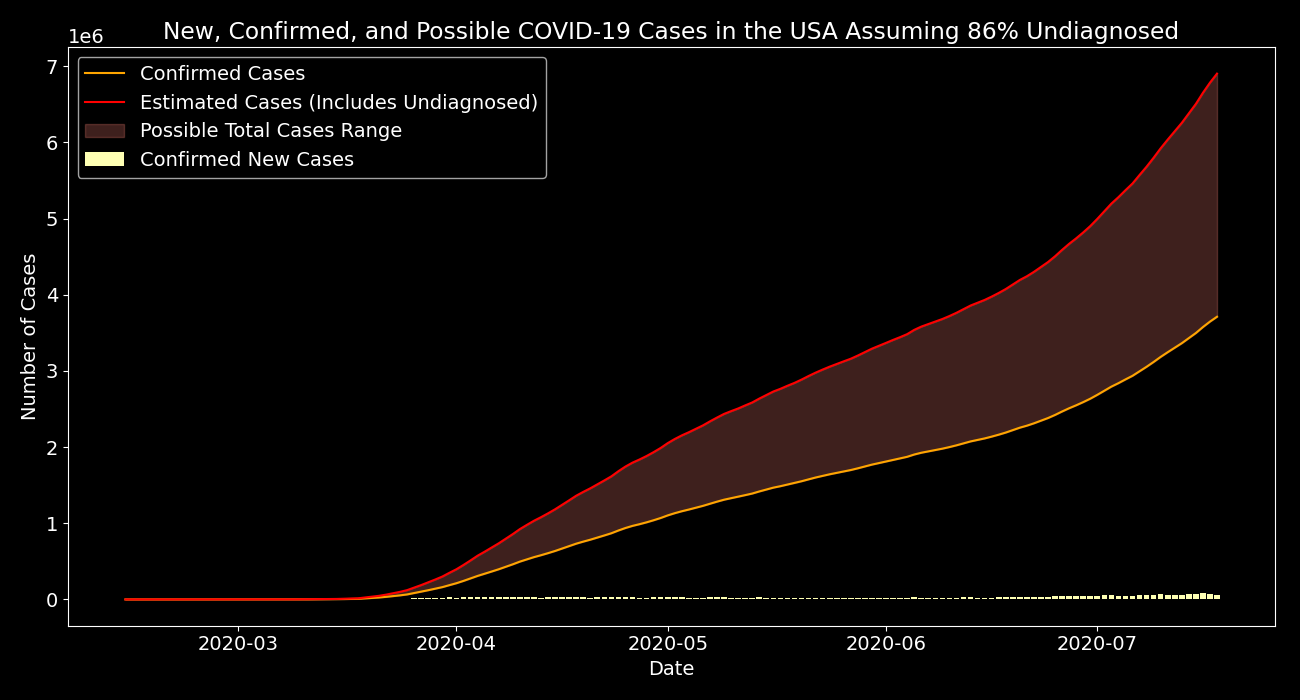 New, Confirmed, and Possible COVID-19 Cases in the USA Assuming 86% Undiagnosed
1e6
Confirmed Cases
Estimated Cases (Includes Undiagnosed)
Possible Total Cases Range
Confirmed New Cases
7
6
5
4
3
2
1
0
Number of Cases
2020-03 2020-04 2020-05 2020-06 2020-07
Date